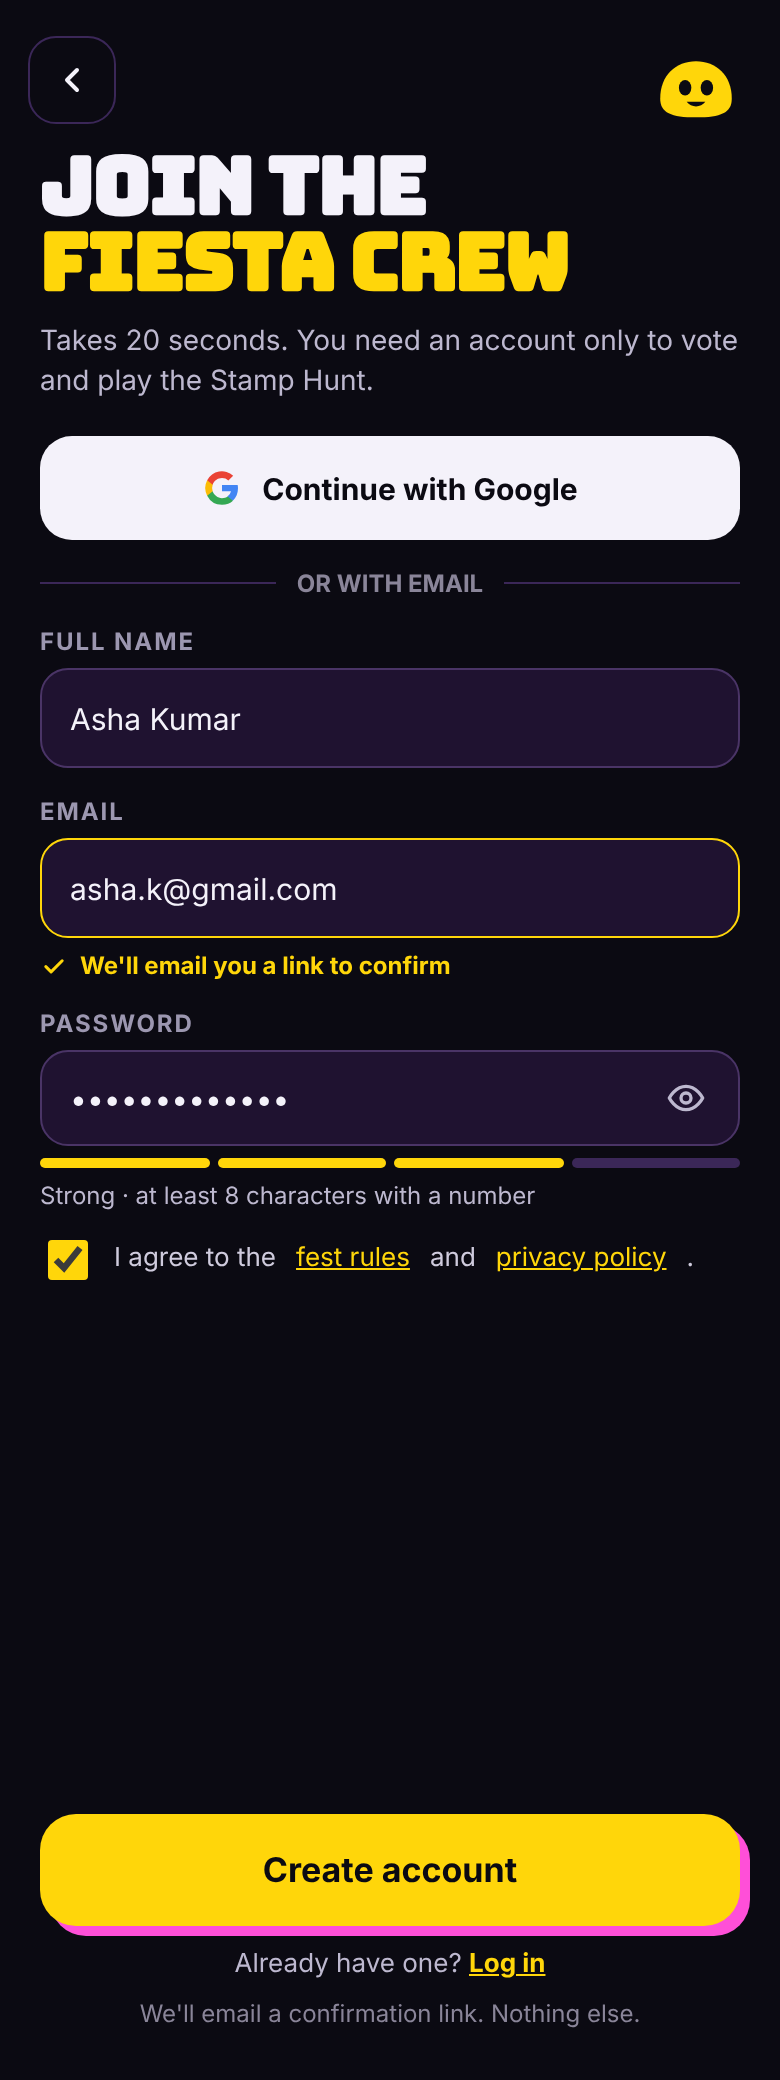 JOIN THE
FIESTA CREW
Takes 20 seconds. You need an account only to vote
and play the Stamp Hunt.
Continue with Google
OR WITH EMAIL
FULL NAME
Asha Kumar
EMAIL
asha.k@gmail.com
We'll email you a link to confirm
PASSWORD
•••••••••••••
Strong · at least 8 characters with a number
I agree to the fest rules and privacy policy .
Create account
Already have one? Log in
We'll email a confirmation link. Nothing else.